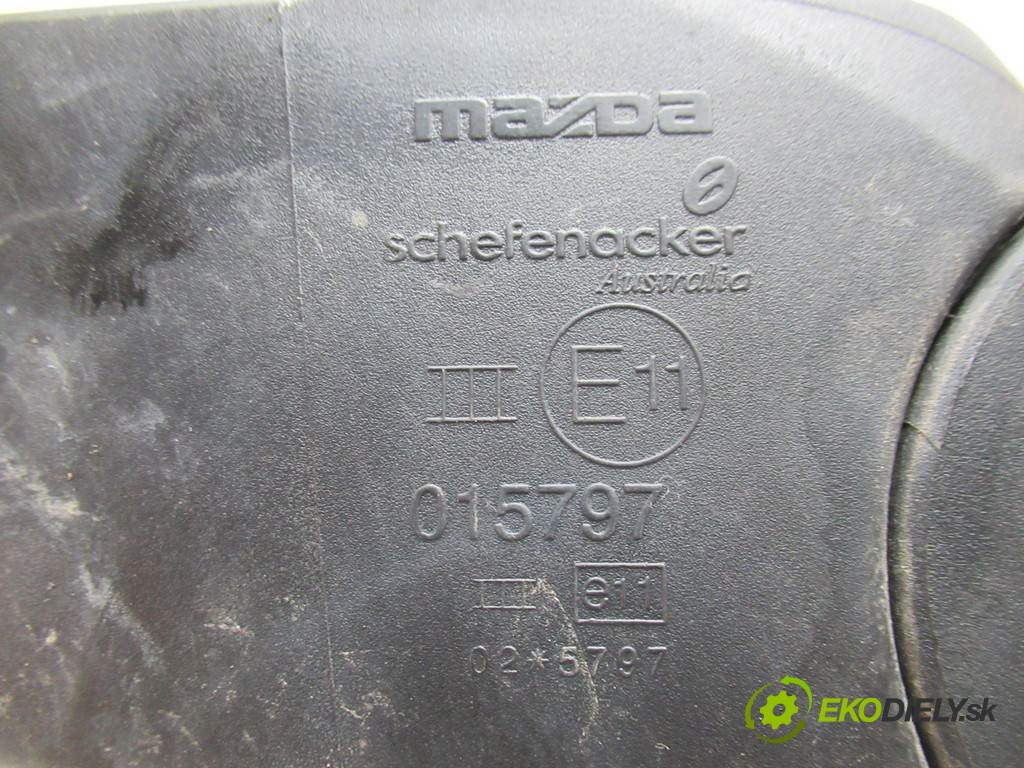 mazda
schefenacker
Australia
III E11
015797
III e11
02*5797
EKODIELY.sk